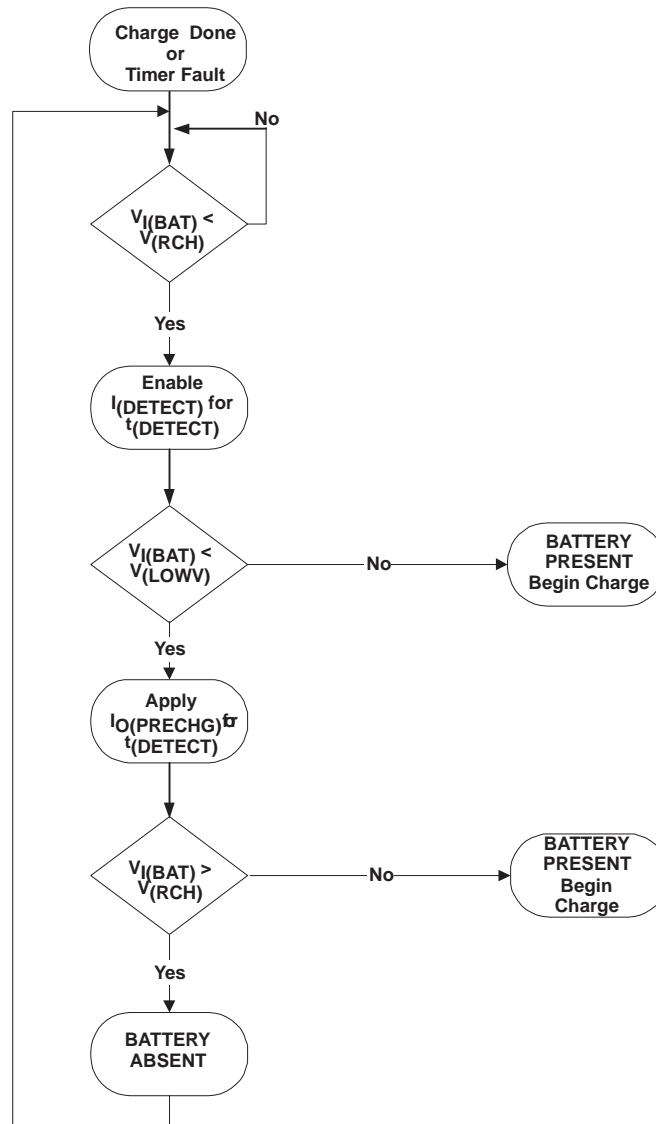 Charge Done
or
Timer Fault
No
VI(BAT) <
V(RCH)
Yes
Enable
I(DETECT) for
t(DETECT)
VI(BAT) <
V(LOWV)
No
BATTERY
PRESENT
Begin Charge
Yes
Apply
IO(PRECHG) for
t(DETECT)
VI(BAT) >
V(RCH)
No
BATTERY
PRESENT
Begin
Charge
Yes
BATTERY
ABSENT